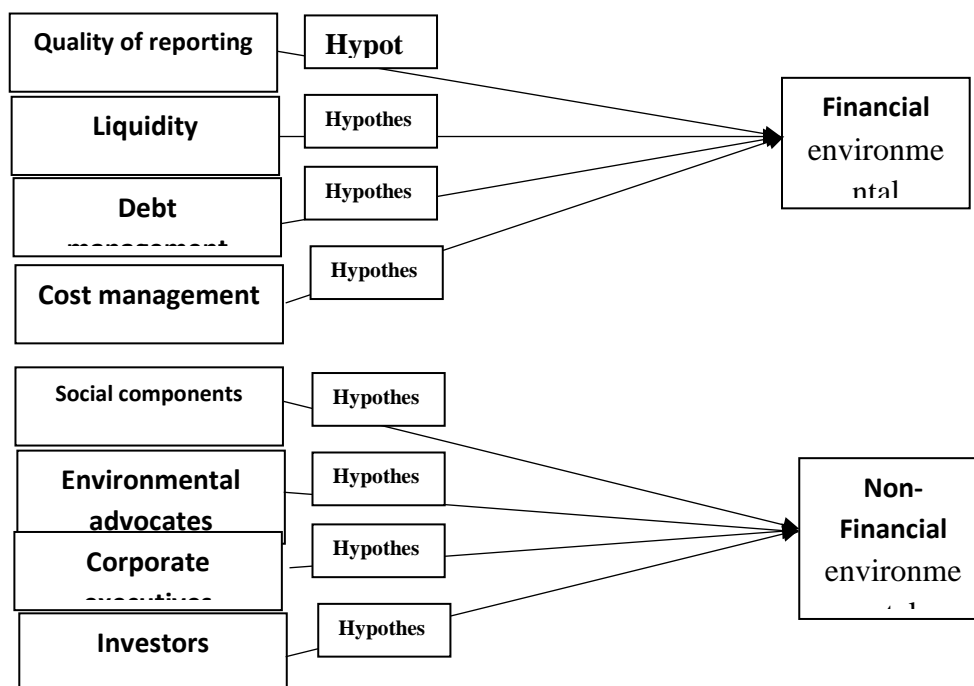 Quality of reporting
Hypot
Liquidity
Hypothes
Debt
Hypothes
Cost management
Hypothes
Financial
environme
Social components
Hypothes
Environmental
advocates
Hypothes
Corporate
Hypothes
Investors
Hypothes
Non-
Financial
environme